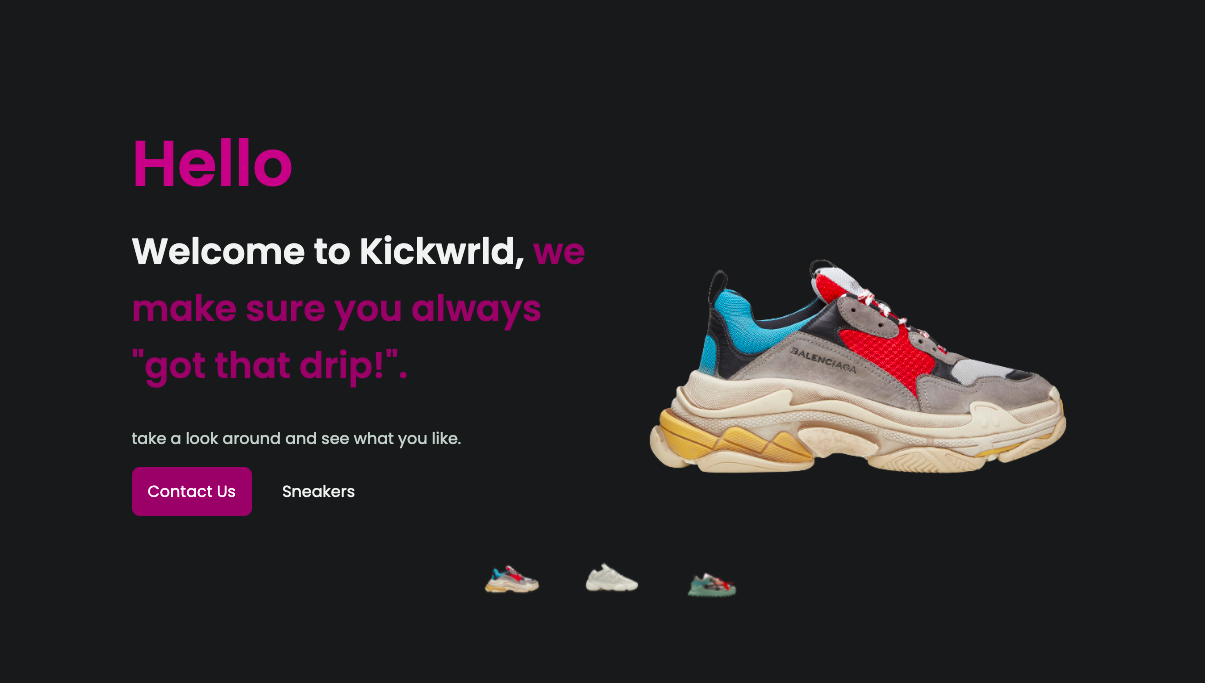 Hello
Welcome to Kickwrld, we
make sure you always
"got that drip!".
take a look around and see what you like.
Contact Us
Sneakers
BALENCIAGA